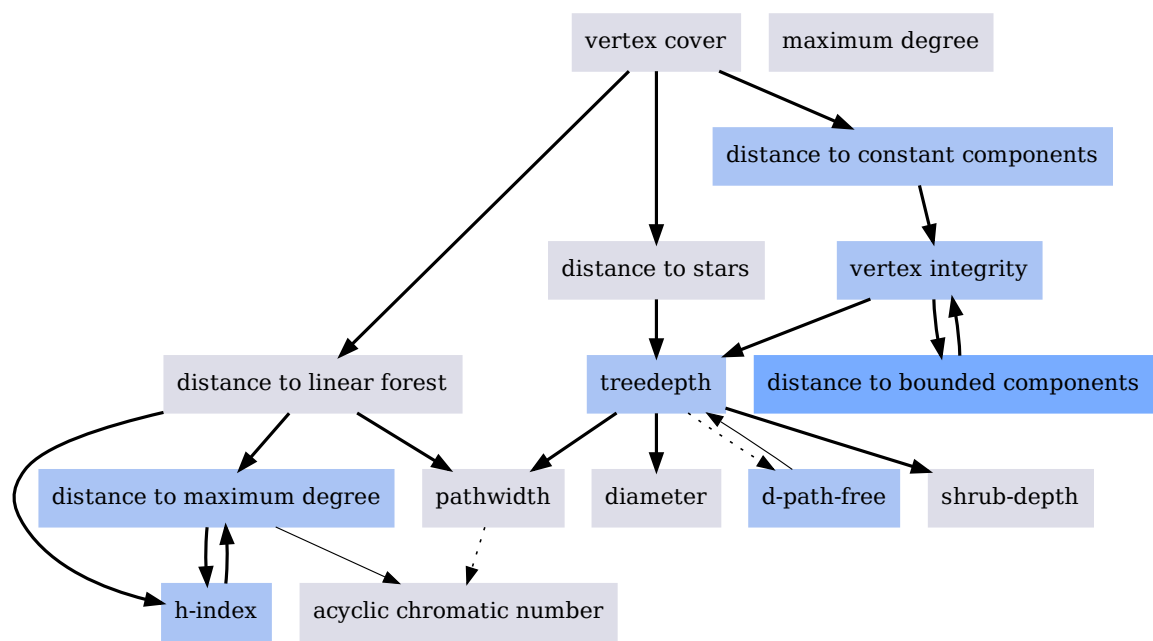 vertex cover
maximum degree
distance to constant components
distance to stars
vertex integrity
distance to linear forest
treedepth
distance to bounded components
distance to maximum degree
pathwidth
diameter
d-path-free
shrub-depth
h-index
acyclic chromatic number